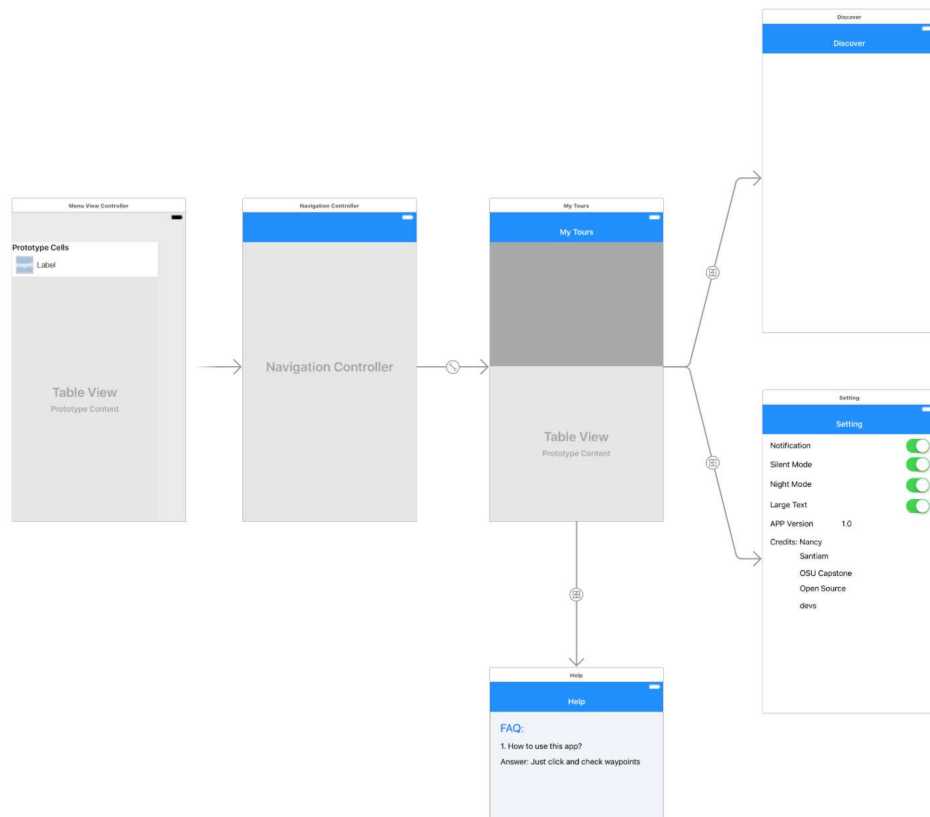 Discover
Discover
Menu View Controller
Prototype Cells
Label
Table View
Prototype Content
Navigation Controller
Navigation Controller
My Tours
My Tours
Table View
Prototype Content
Setting
Setting
Notification
Silent Mode
Night Mode
Large Text
APP Version 1.0
Credits: Nancy
Santiam
OSU Capstone
Open Source
devs
Help
Help
FAQ:
1. How to use this app?
Answer: Just click and check waypoints